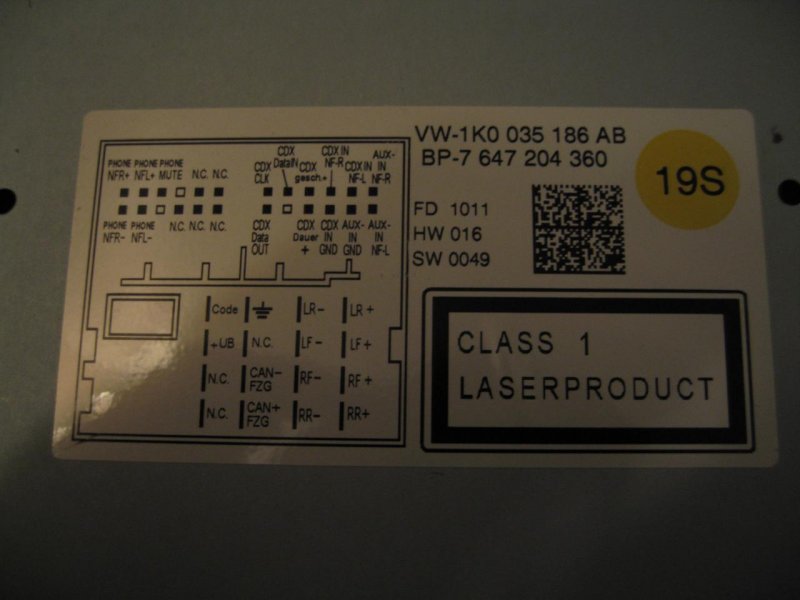 VW-1K0 035 186 AB
BP-7 647 204 360
19S
FD 1011
HW 016
SW 0049
CLASS 1
LASERPRODUCT
PHONE NFR+
PHONE NFL+
PHONE MUTE
N.C.
N.C.
PHONE NFR-
PHONE NFL-
N.C.
N.C.
N.C.
CDX CLK
CDX DataIN
CDX gesch.+
CDX IN NF-R
CDX IN NF-L
AUX-IN NF-R
CDX Data OUT
CDX Dauer +
CDX IN GND
AUX-IN GND
AUX-IN NF-L
Code
LR-
LR+
+UB
N.C.
LF-
LF+
N.C.
CAN- FZG
RF-
RF+
N.C.
CAN+ FZG
RR-
RR+